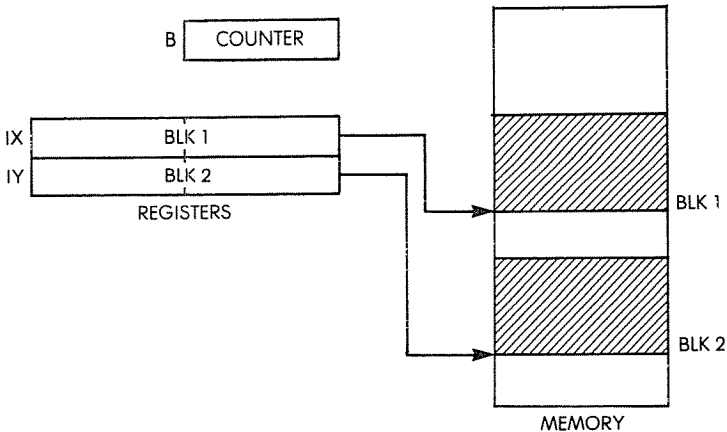 B COUNTER
IX BLK 1
IY BLK 2
REGISTERS
BLK 1
BLK 2
MEMORY